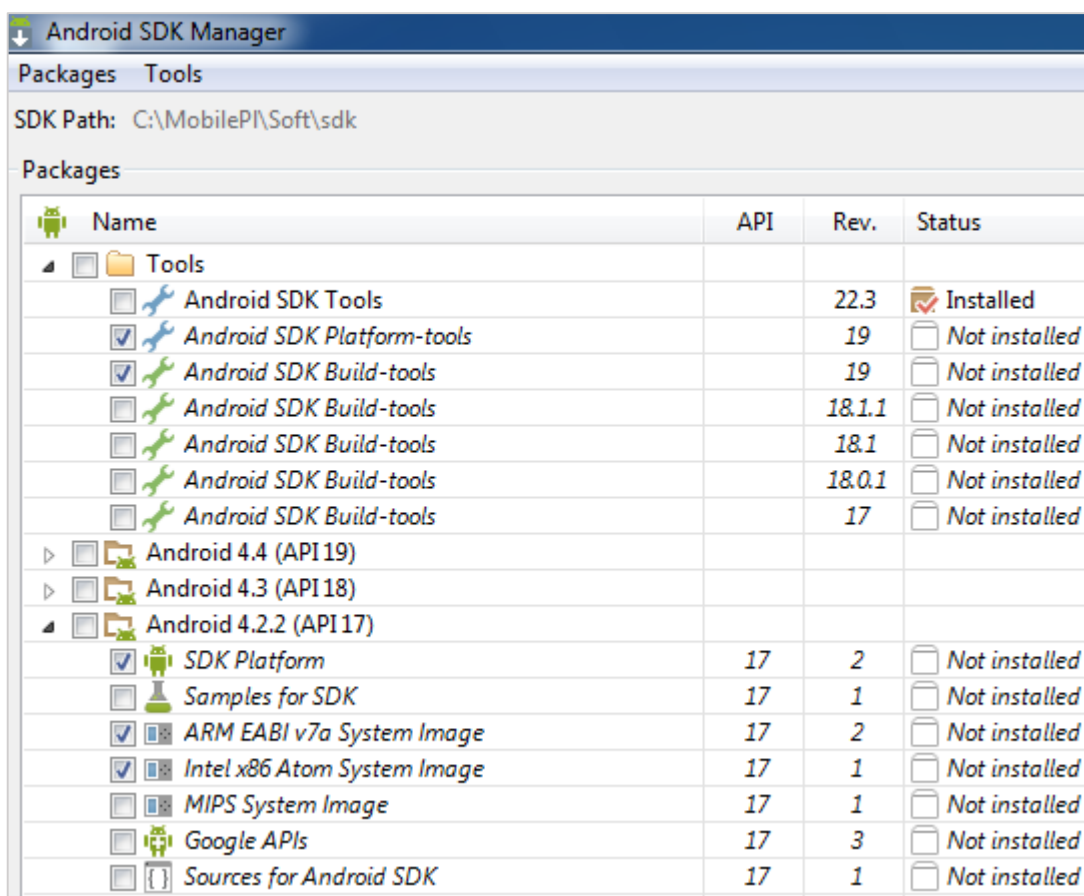 Android SDK Manager
Packages Tools
SDK Path: C:\MobilePI\Soft\sdk
Packages
Name API Rev. Status
Tools
Android SDK Tools 22.3 Installed
Android SDK Platform-tools 19 Not installed
Android SDK Build-tools 19 Not installed
Android SDK Build-tools 18.1.1 Not installed
Android SDK Build-tools 18.1 Not installed
Android SDK Build-tools 18.0.1 Not installed
Android SDK Build-tools 17 Not installed
Android 4.4 (API 19)
Android 4.3 (API 18)
Android 4.2.2 (API 17)
SDK Platform 17 2 Not installed
Samples for SDK 17 1 Not installed
ARM EABI v7a System Image 17 2 Not installed
Intel x86 Atom System Image 17 1 Not installed
MIPS System Image 17 1 Not installed
Google APIs 17 3 Not installed
Sources for Android SDK 17 1 Not installed